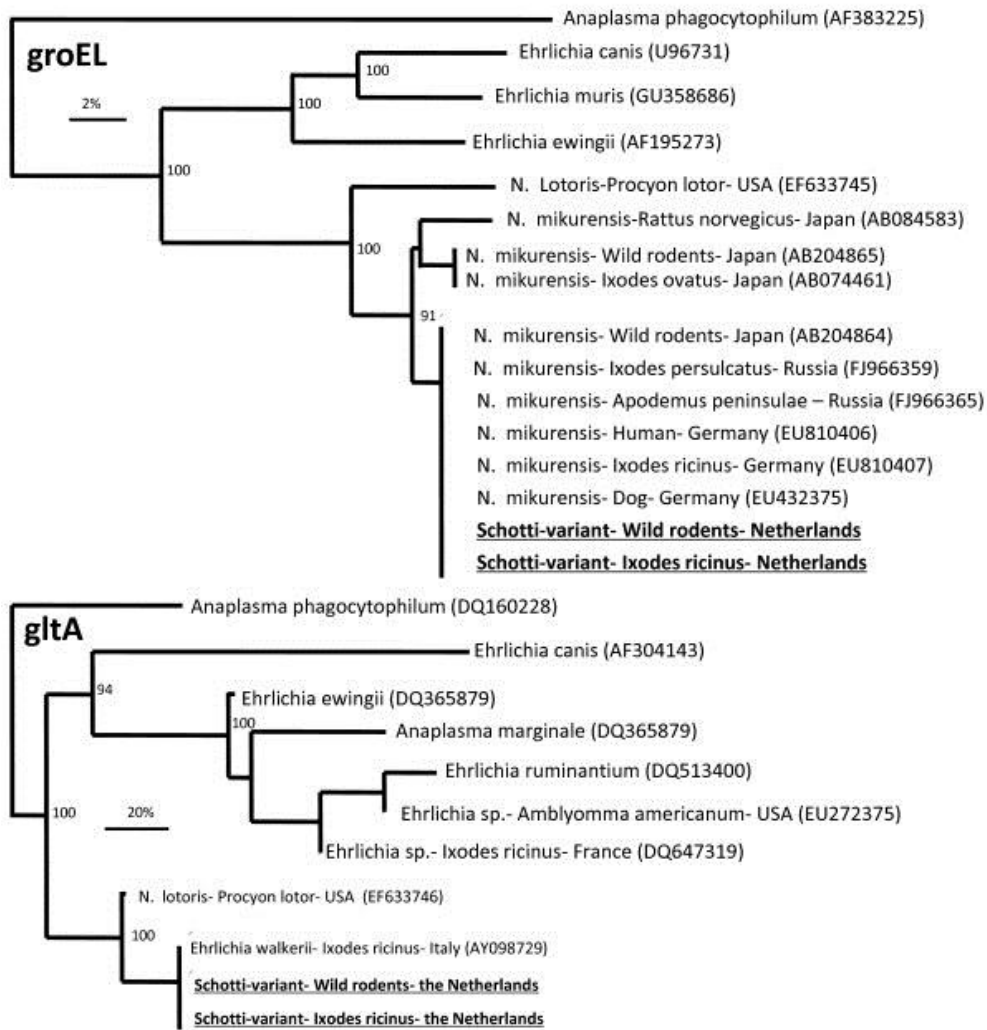 Anaplasma phagocytophilum (AF383225)
groEL
Ehrlichia canis (U96731)
100
2%
100
Ehrlichia muris (GU358686)
Ehrlichia ewingii (AF195273)
100
N. Lotoris-Procyon lotor- USA (EF633745)
N. mikurensis-Rattus norvegicus- Japan (AB084583)
100
N. mikurensis- Wild rodents- Japan (AB204865)
N. mikurensis- Ixodes ovatus- Japan (AB074461)
91
N. mikurensis- Wild rodents- Japan (AB204864)
N. mikurensis- Ixodes persulcatus- Russia (FJ966359)
N. mikurensis- Apodemus peninsulae – Russia (FJ966365)
N. mikurensis- Human- Germany (EU810406)
N. mikurensis- Ixodes ricinus- Germany (EU810407)
N. mikurensis- Dog- Germany (EU432375)
Schotti-variant- Wild rodents- Netherlands
Schotti-variant- Ixodes ricinus- Netherlands
Anaplasma phagocytophilum (DQ160228)
gltA
Ehrlichia canis (AF304143)
94
Ehrlichia ewingii (DQ365879)
100
Anaplasma marginale (DQ365879)
Ehrlichia ruminantium (DQ513400)
100
20%
Ehrlichia sp.- Amblyomma americanum- USA (EU272375)
Ehrlichia sp.- Ixodes ricinus- France (DQ647319)
N. lotoris- Procyon lotor- USA (EF633746)
100
Ehrlichia walkerii- Ixodes ricinus- Italy (AY098729)
Schotti-variant- Wild rodents- the Netherlands
Schotti-variant- Ixodes ricinus- the Netherlands